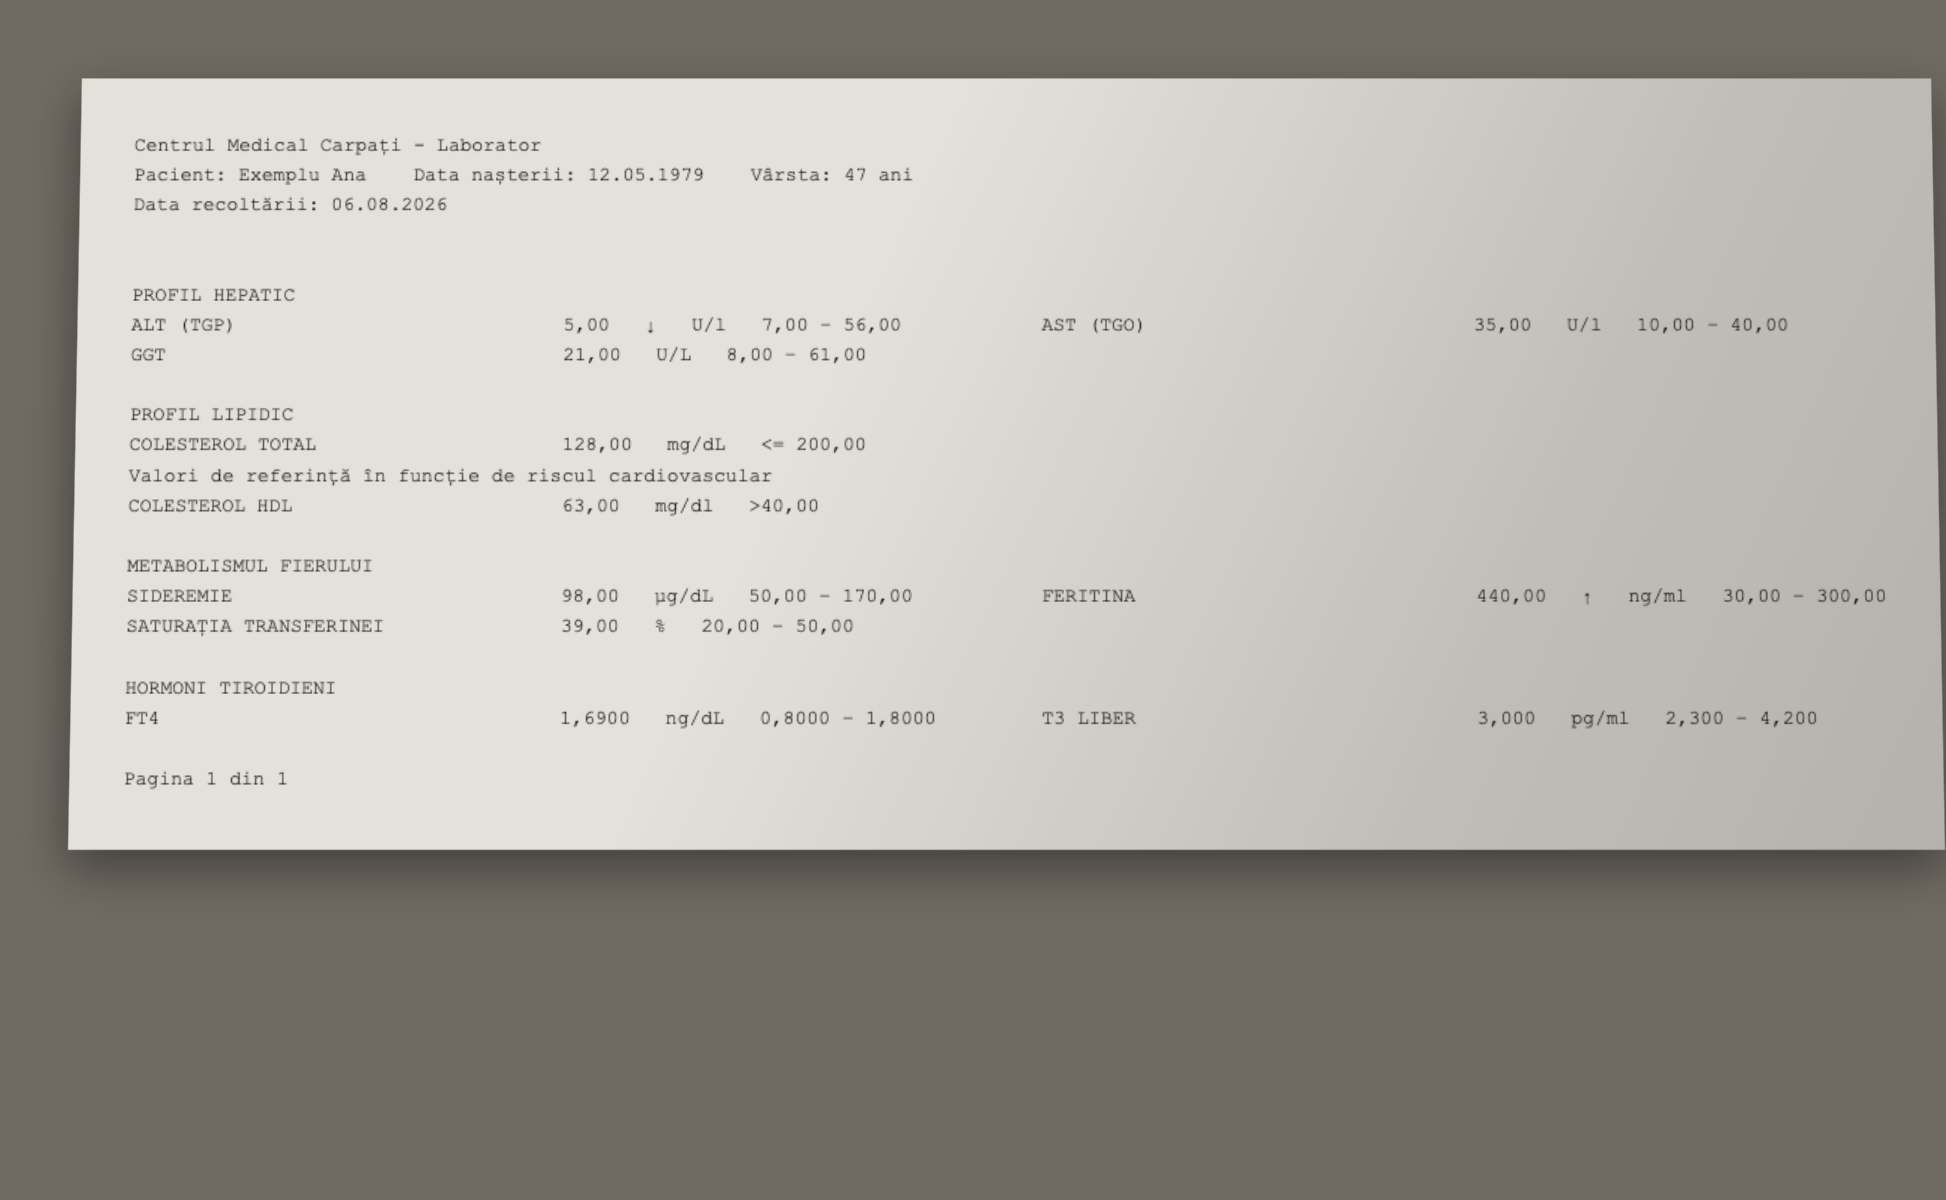 Centrul Medical Carpați - Laborator
Pacient: Exemplu Ana    Data nașterii: 12.05.1979    Vârsta: 47 ani
Data recoltării: 06.08.2026
PROFIL HEPATIC
ALT (TGP)    5,00   ↓   U/l   7,00 - 56,00    AST (TGO)    35,00   U/l   10,00 - 40,00
GGT    21,00   U/L   8,00 - 61,00
PROFIL LIPIDIC
COLESTEROL TOTAL    128,00   mg/dL   <= 200,00
Valori de referință în funcție de riscul cardiovascular
COLESTEROL HDL    63,00   mg/dl   >40,00
METABOLISMUL FIERULUI
SIDEREMIE    98,00   µg/dL   50,00 - 170,00    FERITINA    440,00   ↑   ng/ml   30,00 - 300,00
SATURAȚIA TRANSFERINEI    39,00   %   20,00 - 50,00
HORMONI TIROIDIENI
FT4    1,6900   ng/dL   0,8000 - 1,8000    T3 LIBER    3,000   pg/ml   2,300 - 4,200
Pagina 1 din 1